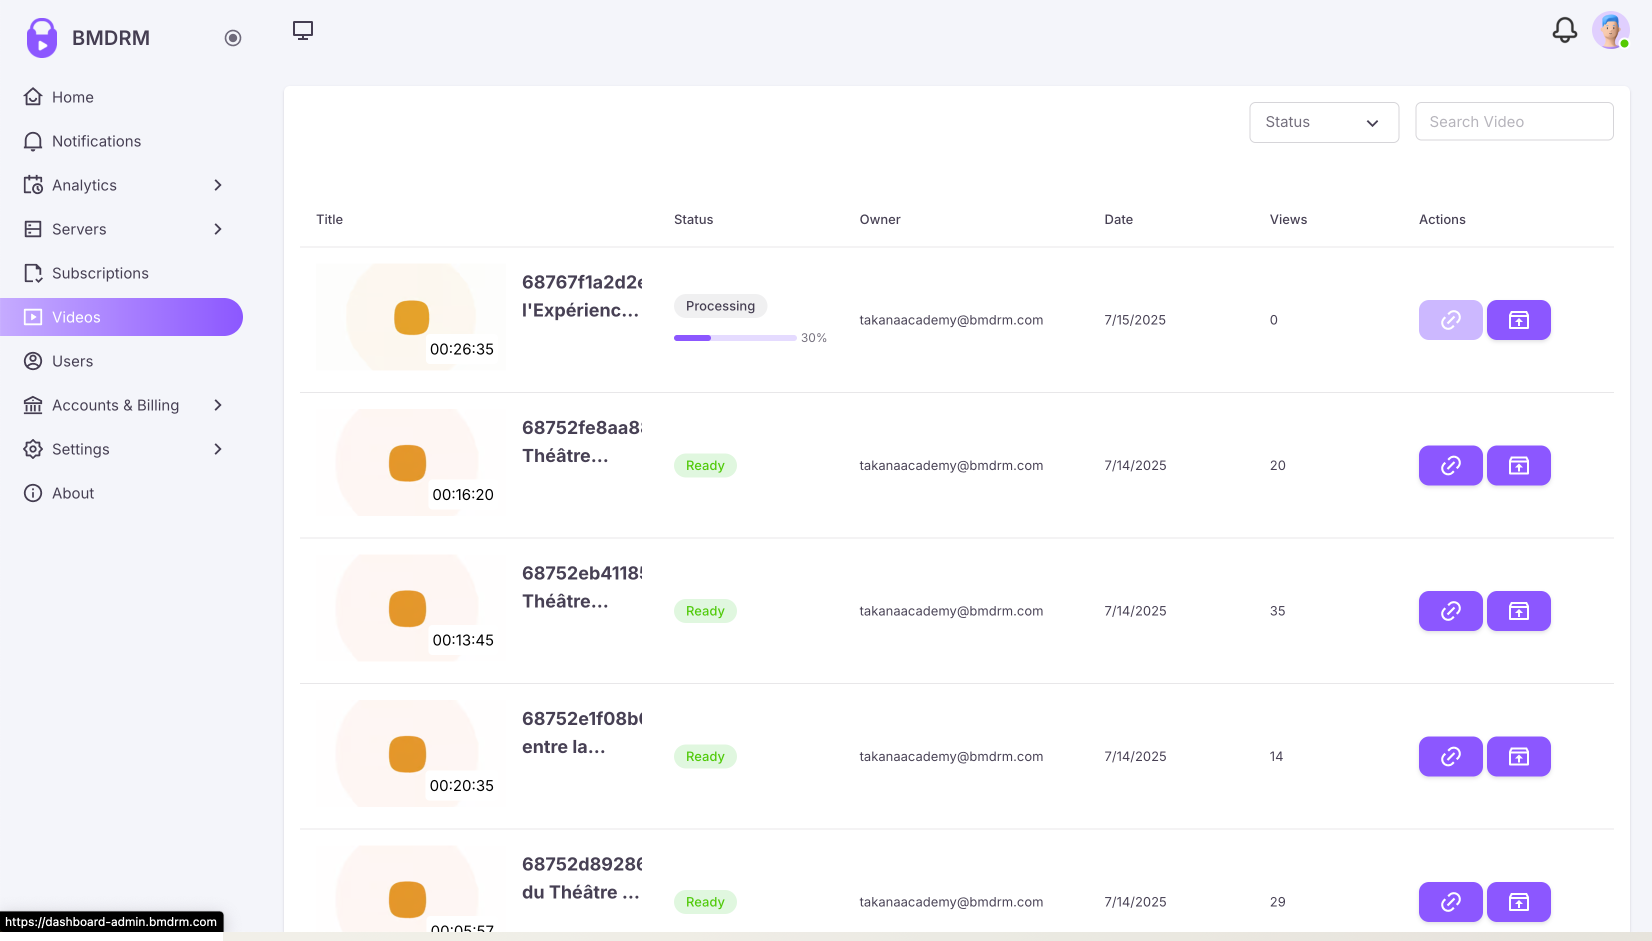 BMDRM
Home
Notifications
Analytics
Servers
Subscriptions
Videos
Users
Accounts & Billing
Settings
About
Status
Search Video
Title Status Owner Date Views Actions
68767f1a2d2
l'Expérienc...
00:26:35
Processing
30%
takanaacademy@bmdrm.com
7/15/2025
0
68752fe8aa8
Théâtre...
00:16:20
Ready
takanaacademy@bmdrm.com
7/14/2025
20
68752eb4118
Théâtre...
00:13:45
Ready
takanaacademy@bmdrm.com
7/14/2025
35
68752e1f08b
entre la...
00:20:35
Ready
takanaacademy@bmdrm.com
7/14/2025
14
68752d8928
du Théâtre ...
00:05:57
Ready
takanaacademy@bmdrm.com
7/14/2025
29
https://dashboard-admin.bmdrm.com